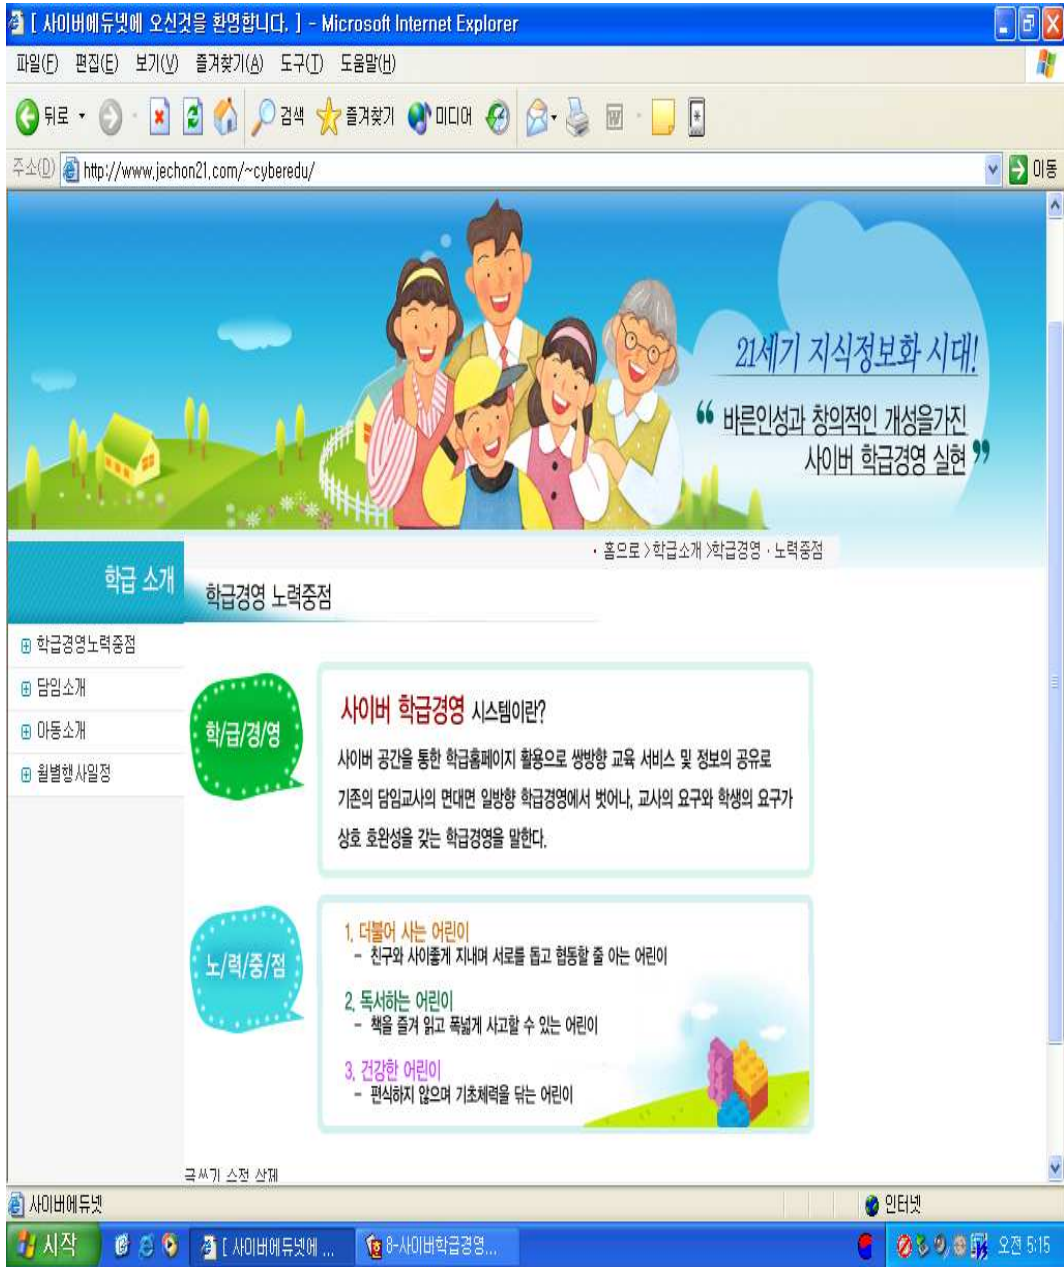 [ 사이버에듀넷에 오신것을 환명합니다. ] - Microsoft Internet Explorer
파일(F) 편집(E) 보기(V) 즐겨찾기(A) 도구(T) 도움말(H)
뒤로 검색 즐겨찾기 미디어
주소(D) http://www.jechon21.com/~cyberedu/ 이동
21세기 지식정보화 시대!
“ 바른인성과 창의적인 개성을가진
사이버 학급경영 실현 ”
· 홈으로 >학급소개 >학급경영 · 노력중점
학급 소개
학급경영 노력중점
학급경영노력중점
담임소개
아동소개
월별행사일정
학/급/경/영
사이버 학급경영 시스템이란?
사이버 공간을 통한 학급홈페이지 활용으로 쌍방향 교육 서비스 및 정보의 공유로
기존의 담임교사의 면대면 일방향 학급경영에서 벗어나, 교사의 요구와 학생의 요구가
상호 호완성을 갖는 학급경영을 말한다.
노/력/중/점
1. 더불어 사는 어린이
- 친구와 사이좋게 지내며 서로를 돕고 협동할 줄 아는 어린이
2. 독서하는 어린이
- 책을 즐겨 읽고 폭넓게 사고할 수 있는 어린이
3. 건강한 어린이
- 편식하지 않으며 기초체력을 닦는 어린이
글쓰기 수정 삭제
사이버에듀넷 인터넷
시작 [ 사이버에듀넷에 ... 8-사이버학급경영... 오전 5:15